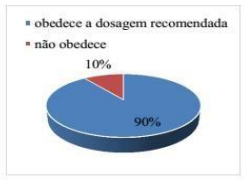 obedece a dosagem recomendada
não obedece
10%
90%